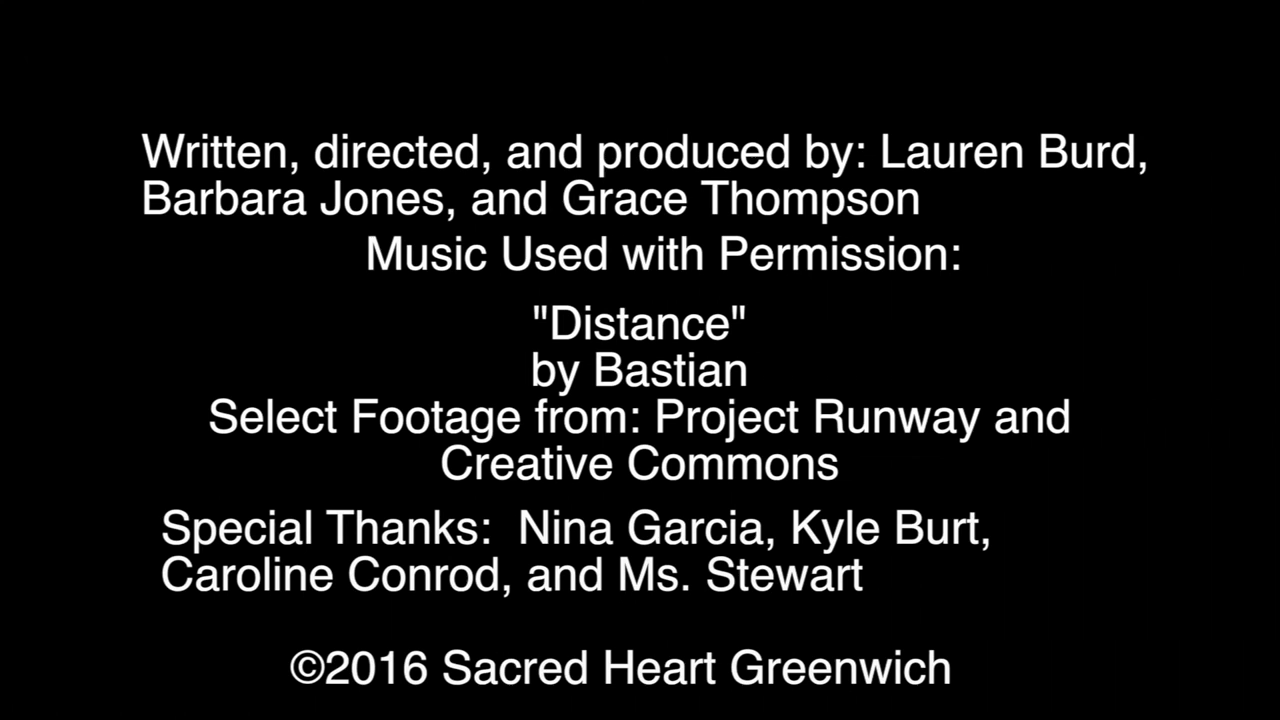 Written, directed, and produced by: Lauren Burd,
Barbara Jones, and Grace Thompson
Music Used with Permission:
"Distance"
by Bastian
Select Footage from: Project Runway and
Creative Commons
Special Thanks:  Nina Garcia, Kyle Burt,
Caroline Conrod, and Ms. Stewart
©2016 Sacred Heart Greenwich